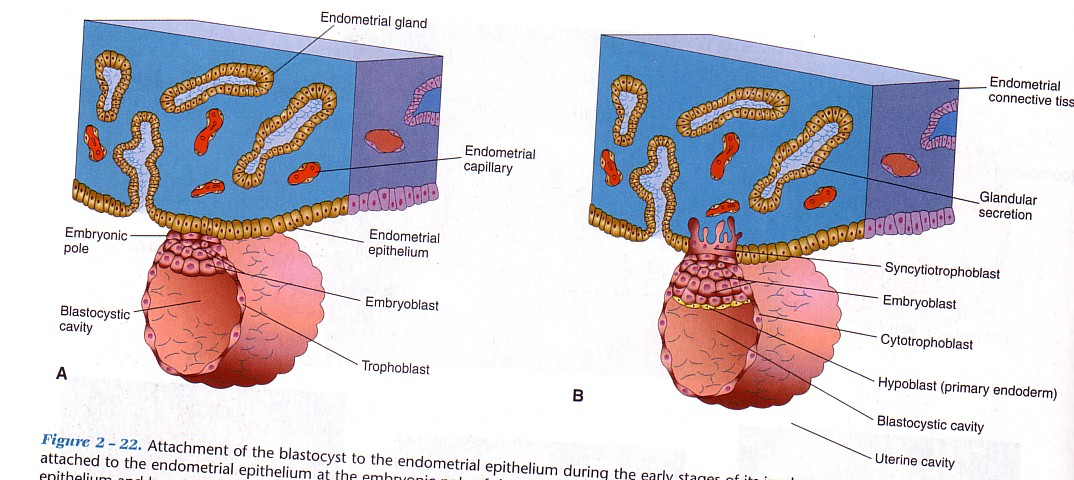 Endometrial gland
Endometrial
capillary
Embryonic
pole
Endometrial
epithelium
Embryoblast
Blastocystic
cavity
Trophoblast
A
Endometrial
connective
Glandular
secretion
Syncytiotrophoblast
Embryoblast
Cytotrophoblast
Hypoblast (primary endoderm)
Blastocystic cavity
Uterine cavity
B
Figure 2–22. Attachment of the blastocyst to the endometrial epithelium during the early stages of its
attached to the endometrial epithelium at the embryonic pole of
epithelium and